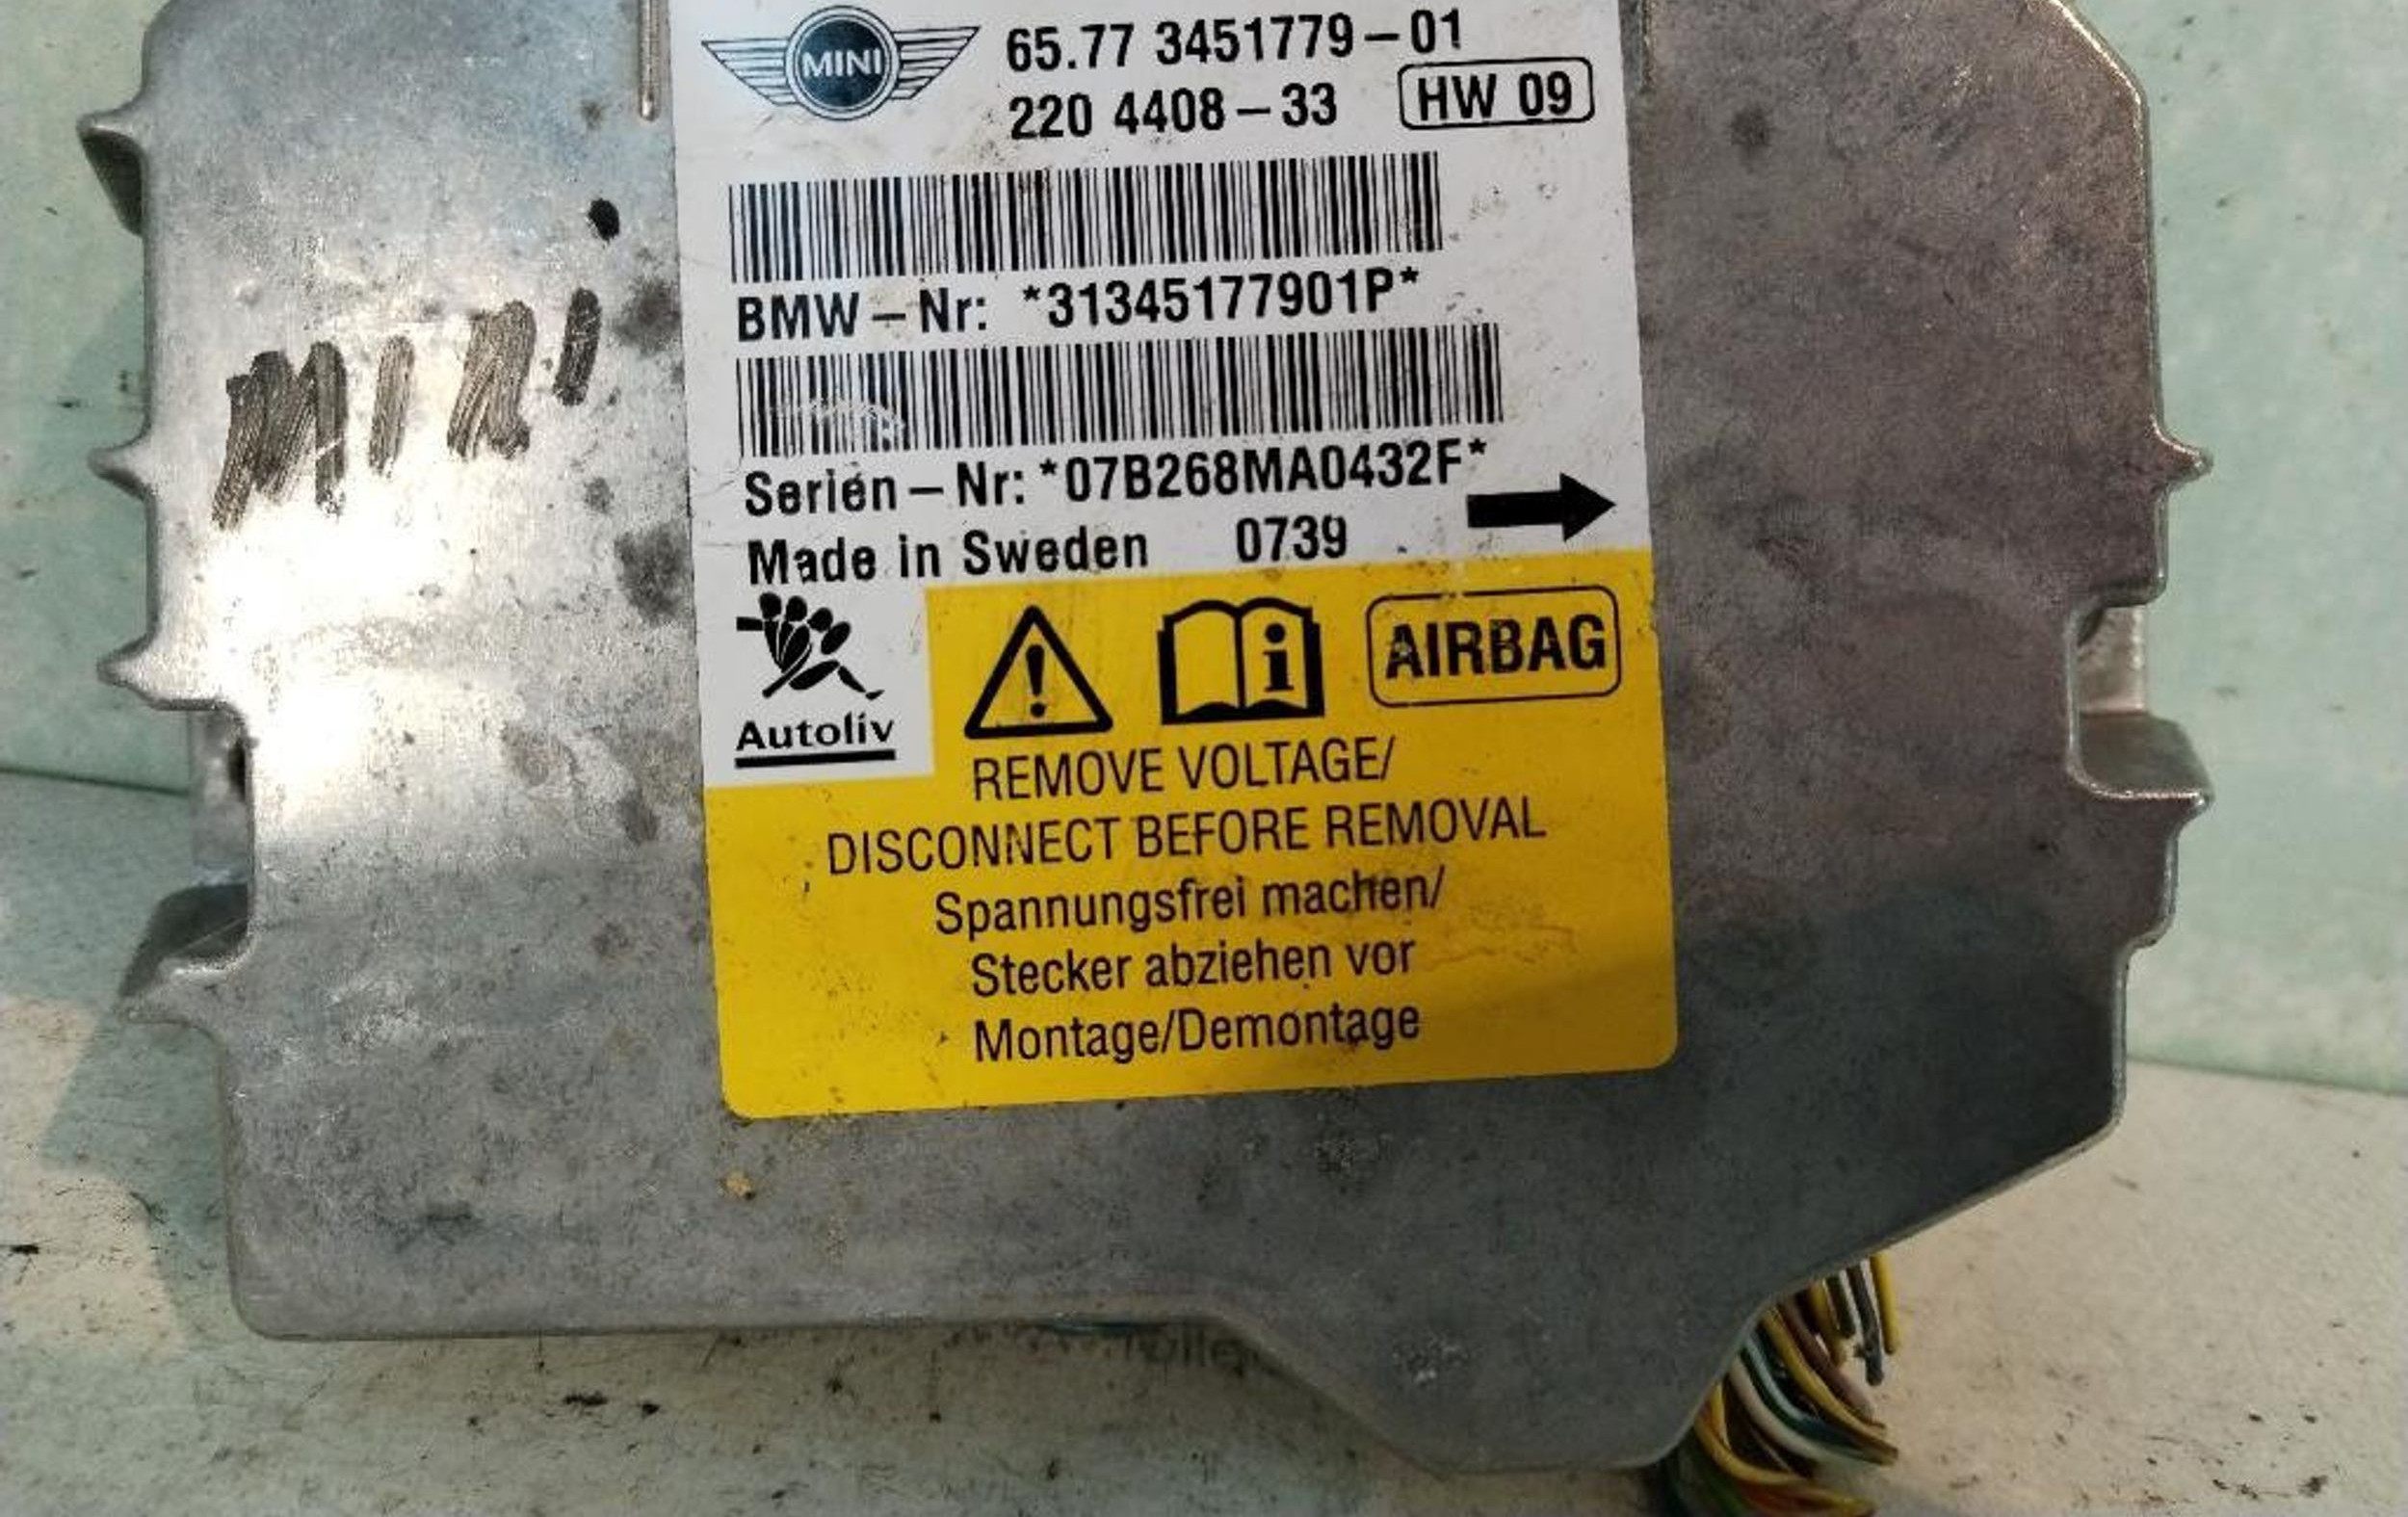 MINI
65.77 3451779-01
220 4408-33 HW 09
BMW-Nr: *31345177901P*
Serien-Nr: *07B268MA0432F*
Made in Sweden 0739
Autoliv
AIRBAG
REMOVE VOLTAGE/
DISCONNECT BEFORE REMOVAL
Spannungsfrei machen/
Stecker abziehen vor
Montage/Demontage
MINI